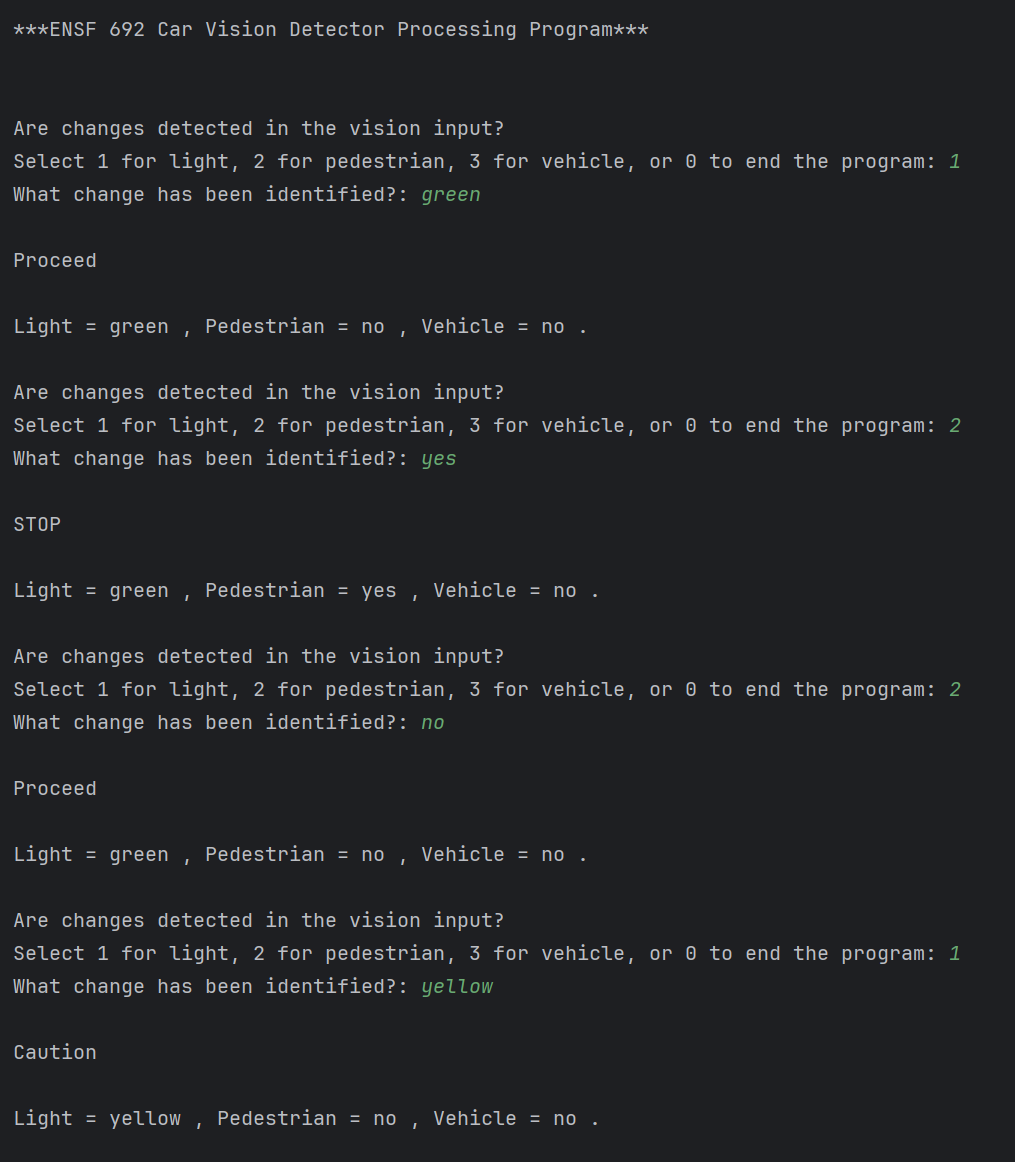 ***ENSF 692 Car Vision Detector Processing Program***
Are changes detected in the vision input?
Select 1 for light, 2 for pedestrian, 3 for vehicle, or 0 to end the program: 1
What change has been identified?: green
Proceed
Light = green , Pedestrian = no , Vehicle = no .
Are changes detected in the vision input?
Select 1 for light, 2 for pedestrian, 3 for vehicle, or 0 to end the program: 2
What change has been identified?: yes
STOP
Light = green , Pedestrian = yes , Vehicle = no .
Are changes detected in the vision input?
Select 1 for light, 2 for pedestrian, 3 for vehicle, or 0 to end the program: 2
What change has been identified?: no
Proceed
Light = green , Pedestrian = no , Vehicle = no .
Are changes detected in the vision input?
Select 1 for light, 2 for pedestrian, 3 for vehicle, or 0 to end the program: 1
What change has been identified?: yellow
Caution
Light = yellow , Pedestrian = no , Vehicle = no .